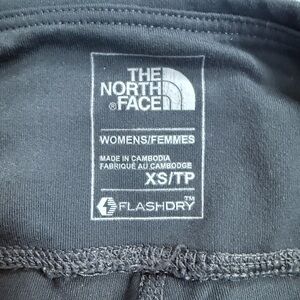 THE
NORTH
FACE
WOMENS/FEMMES
MADE IN CAMBODIA
FABRIQUÉ AU CAMBODGE
XS/TP
FLASHDRY™